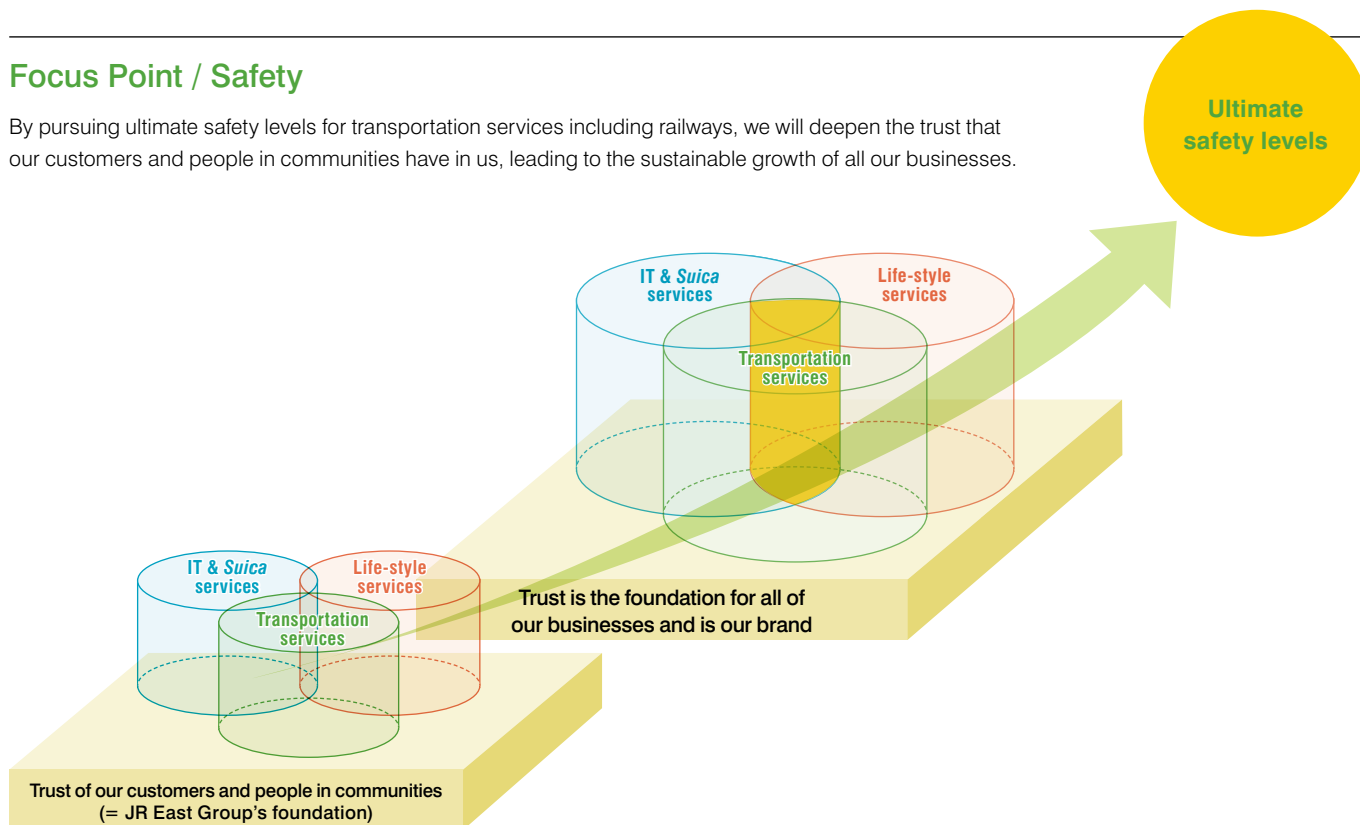 Focus Point / Safety
By pursuing ultimate safety levels for transportation services including railways, we will deepen the trust that
our customers and people in communities have in us, leading to the sustainable growth of all our businesses.
Ultimate
safety levels
IT & Suica
services
Life-style
services
Transportation
services
Trust is the foundation for all of
our businesses and is our brand
IT & Suica
services
Life-style
services
Transportation
services
Trust of our customers and people in communities
(= JR East Group's foundation)